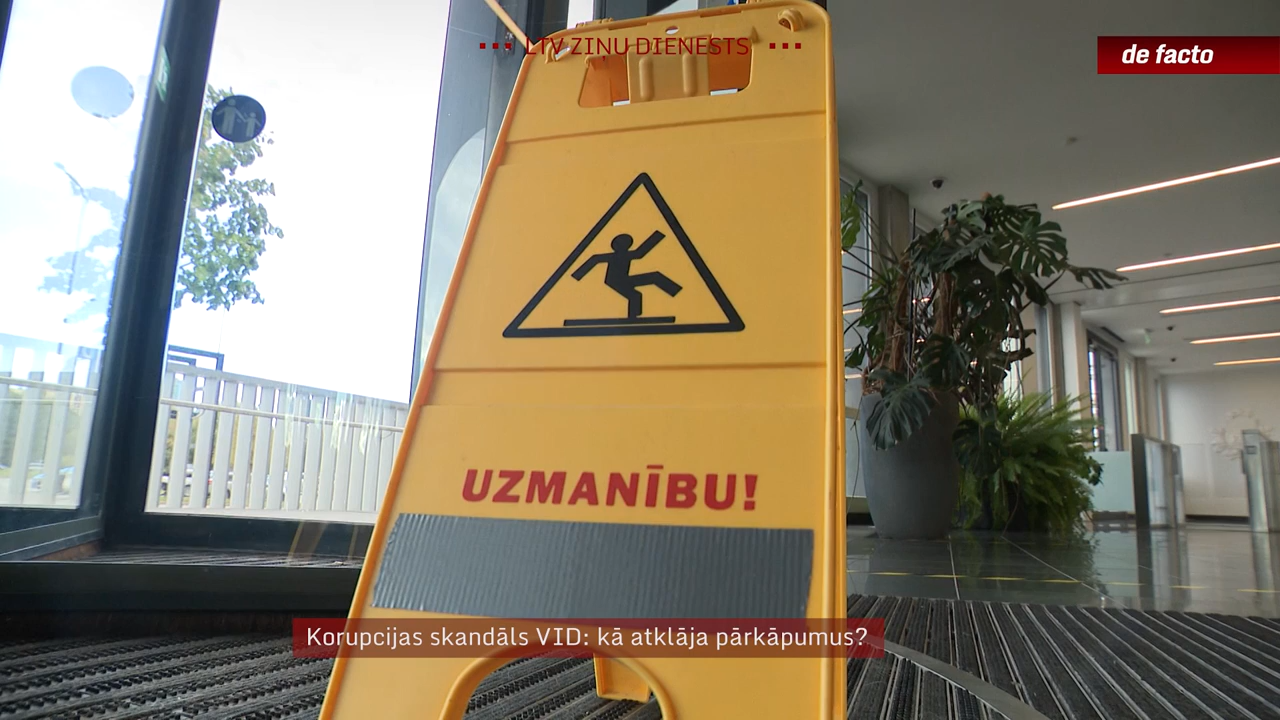 LTV ZIŅU DIENESTS
de facto
UZMANĪBU!
Korupcijas skandāls VID: kā atklāja pārkāpumus?